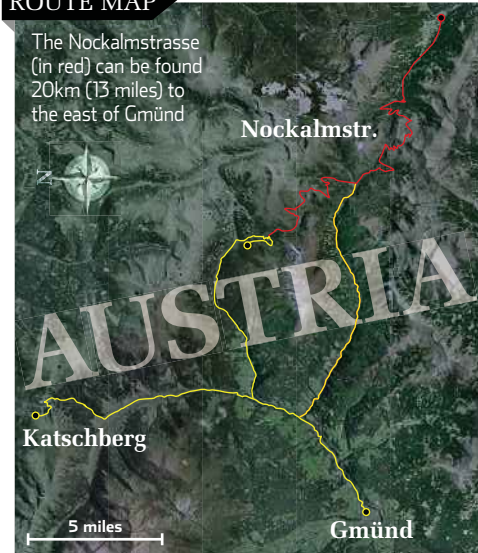 ROUTE MAP
The Nockalmstrasse
(in red) can be found
20km (13 miles) to
the east of Gmünd
N
Nockalmstr.
AUSTRIA
Katschberg
5 miles
Gmünd